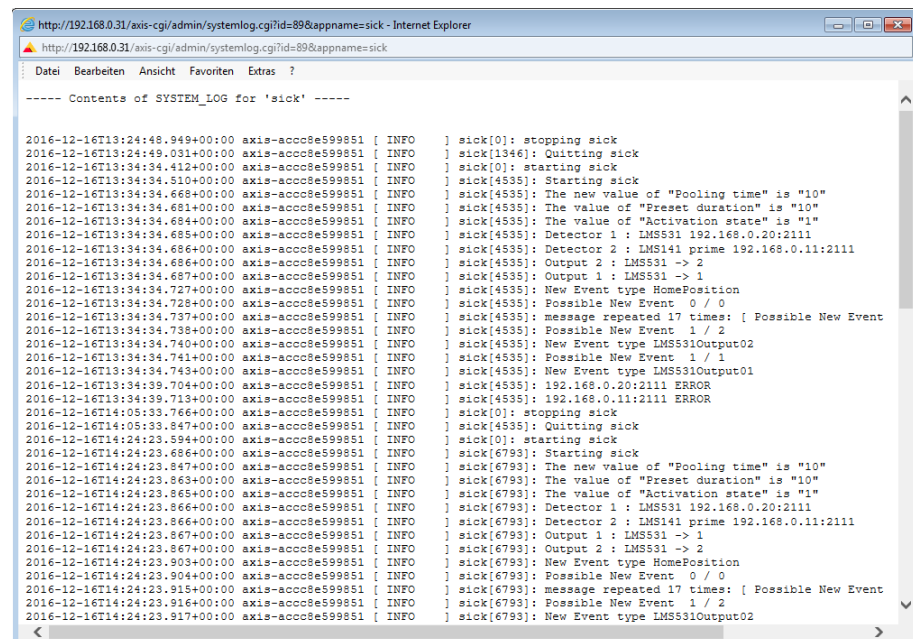 http://192.168.0.31/axis-cgi/admin/systemlog.cgi?id=89&appname=sick - Internet Explorer
http://192.168.0.31/axis-cgi/admin/systemlog.cgi?id=89&appname=sick
Datei Bearbeiten Ansicht Favoriten Extras ?
----- Contents of SYSTEM_LOG for 'sick' -----
2016-12-16T13:24:48.949+00:00 axis-accc8e599851 [ INFO    ] sick[0]: stopping sick
2016-12-16T13:24:49.031+00:00 axis-accc8e599851 [ INFO    ] sick[1346]: Quitting sick
2016-12-16T13:34:34.412+00:00 axis-accc8e599851 [ INFO    ] sick[0]: starting sick
2016-12-16T13:34:34.510+00:00 axis-accc8e599851 [ INFO    ] sick[4535]: Starting sick
2016-12-16T13:34:34.668+00:00 axis-accc8e599851 [ INFO    ] sick[4535]: The new value of "Pooling time" is "10"
2016-12-16T13:34:34.681+00:00 axis-accc8e599851 [ INFO    ] sick[4535]: The value of "Preset duration" is "10"
2016-12-16T13:34:34.684+00:00 axis-accc8e599851 [ INFO    ] sick[4535]: The value of "Activation state" is "1"
2016-12-16T13:34:34.685+00:00 axis-accc8e599851 [ INFO    ] sick[4535]: Detector 1 : LMS531 192.168.0.20:2111
2016-12-16T13:34:34.686+00:00 axis-accc8e599851 [ INFO    ] sick[4535]: Detector 2 : LMS141 prime 192.168.0.11:2111
2016-12-16T13:34:34.686+00:00 axis-accc8e599851 [ INFO    ] sick[4535]: Output 2 : LMS531 -> 2
2016-12-16T13:34:34.687+00:00 axis-accc8e599851 [ INFO    ] sick[4535]: Output 1 : LMS531 -> 1
2016-12-16T13:34:34.727+00:00 axis-accc8e599851 [ INFO    ] sick[4535]: New Event type HomePosition
2016-12-16T13:34:34.728+00:00 axis-accc8e599851 [ INFO    ] sick[4535]: Possible New Event  0 / 0
2016-12-16T13:34:34.737+00:00 axis-accc8e599851 [ INFO    ] sick[4535]: message repeated 17 times: [ Possible New Event
2016-12-16T13:34:34.738+00:00 axis-accc8e599851 [ INFO    ] sick[4535]: Possible New Event  1 / 2
2016-12-16T13:34:34.740+00:00 axis-accc8e599851 [ INFO    ] sick[4535]: New Event type LMS531Output02
2016-12-16T13:34:34.741+00:00 axis-accc8e599851 [ INFO    ] sick[4535]: Possible New Event  1 / 1
2016-12-16T13:34:34.743+00:00 axis-accc8e599851 [ INFO    ] sick[4535]: New Event type LMS531Output01
2016-12-16T13:34:39.704+00:00 axis-accc8e599851 [ INFO    ] sick[4535]: 192.168.0.20:2111 ERROR
2016-12-16T13:34:39.713+00:00 axis-accc8e599851 [ INFO    ] sick[4535]: 192.168.0.11:2111 ERROR
2016-12-16T14:05:33.766+00:00 axis-accc8e599851 [ INFO    ] sick[0]: stopping sick
2016-12-16T14:05:33.847+00:00 axis-accc8e599851 [ INFO    ] sick[4535]: Quitting sick
2016-12-16T14:24:23.594+00:00 axis-accc8e599851 [ INFO    ] sick[0]: starting sick
2016-12-16T14:24:23.686+00:00 axis-accc8e599851 [ INFO    ] sick[6793]: Starting sick
2016-12-16T14:24:23.847+00:00 axis-accc8e599851 [ INFO    ] sick[6793]: The new value of "Pooling time" is "10"
2016-12-16T14:24:23.863+00:00 axis-accc8e599851 [ INFO    ] sick[6793]: The value of "Preset duration" is "10"
2016-12-16T14:24:23.865+00:00 axis-accc8e599851 [ INFO    ] sick[6793]: The value of "Activation state" is "1"
2016-12-16T14:24:23.866+00:00 axis-accc8e599851 [ INFO    ] sick[6793]: Detector 1 : LMS531 192.168.0.20:2111
2016-12-16T14:24:23.866+00:00 axis-accc8e599851 [ INFO    ] sick[6793]: Detector 2 : LMS141 prime 192.168.0.11:2111
2016-12-16T14:24:23.867+00:00 axis-accc8e599851 [ INFO    ] sick[6793]: Output 1 : LMS531 -> 1
2016-12-16T14:24:23.867+00:00 axis-accc8e599851 [ INFO    ] sick[6793]: Output 2 : LMS531 -> 2
2016-12-16T14:24:23.903+00:00 axis-accc8e599851 [ INFO    ] sick[6793]: New Event type HomePosition
2016-12-16T14:24:23.904+00:00 axis-accc8e599851 [ INFO    ] sick[6793]: Possible New Event  0 / 0
2016-12-16T14:24:23.915+00:00 axis-accc8e599851 [ INFO    ] sick[6793]: message repeated 17 times: [ Possible New Event
2016-12-16T14:24:23.916+00:00 axis-accc8e599851 [ INFO    ] sick[6793]: Possible New Event  1 / 2
2016-12-16T14:24:23.917+00:00 axis-accc8e599851 [ INFO    ] sick[6793]: New Event type LMS531Output02